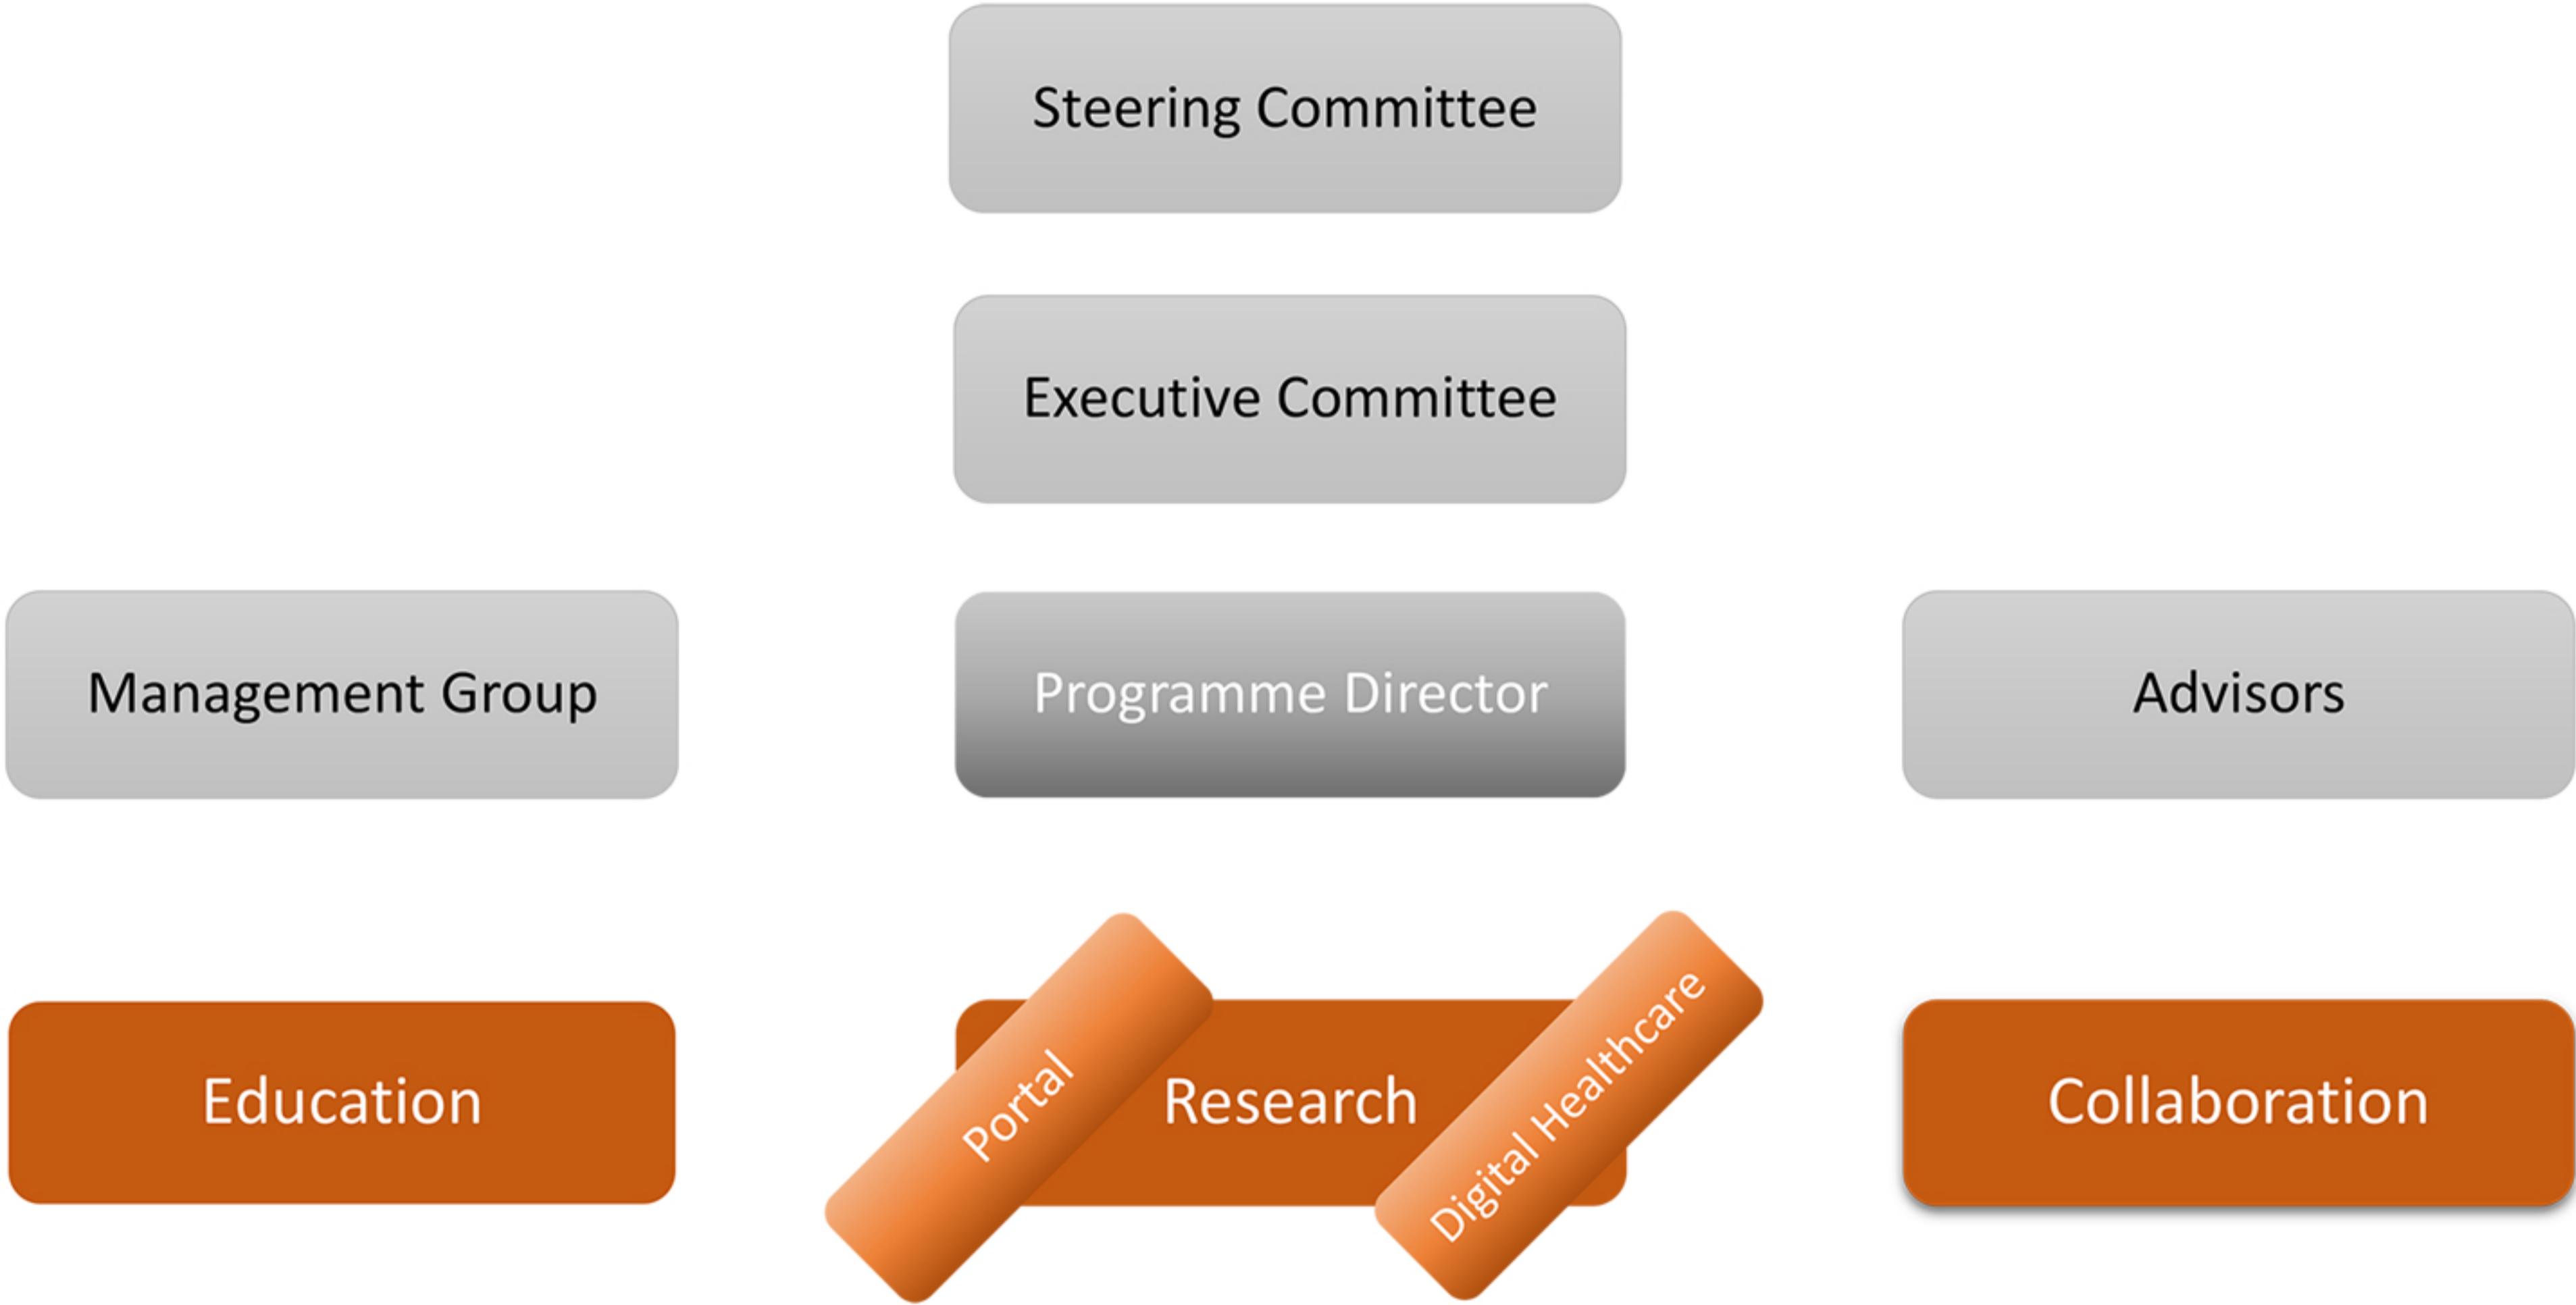 Steering Committee
Executive Committee
Management Group
Programme Director
Advisors
Education
Portal
Research
Digital Healthcare
Collaboration